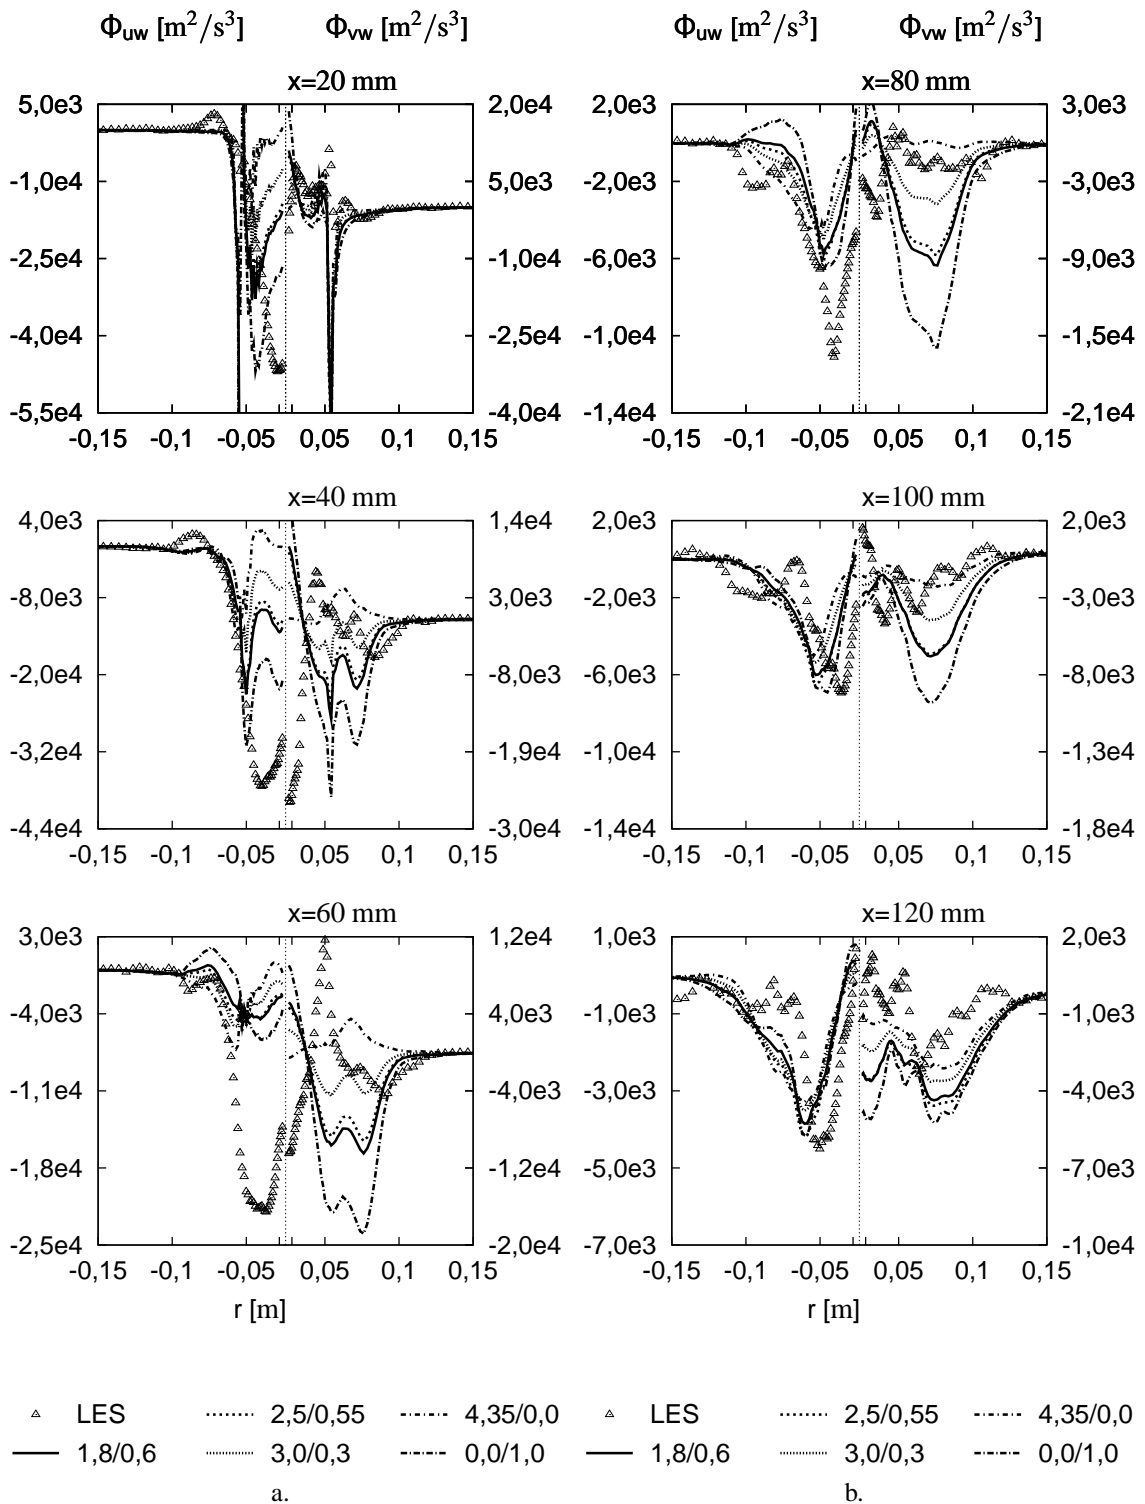 Φuw [m²/s³] Φvw [m²/s³] Φuw [m²/s³] Φvw [m²/s³]
x=20 mm x=80 mm
5,0e3 2,0e4 2,0e3 3,0e3
-1,0e4 5,0e3 -2,0e3 -3,0e3
-2,5e4 -1,0e4 -6,0e3 -9,0e3
-4,0e4 -2,5e4 -1,0e4 -1,5e4
-5,5e4 -4,0e4 -1,4e4 -2,1e4
-0,15 -0,1 -0,05 0,05 0,1 0,15 -0,15 -0,1 -0,05 0,05 0,1 0,15
x=40 mm x=100 mm
4,0e3 1,4e4 2,0e3 2,0e3
-8,0e3 3,0e3 -2,0e3 -3,0e3
-2,0e4 -8,0e3 -6,0e3 -8,0e3
-3,2e4 -1,9e4 -1,0e4 -1,3e4
-4,4e4 -3,0e4 -1,4e4 -1,8e4
-0,15 -0,1 -0,05 0,05 0,1 0,15 -0,15 -0,1 -0,05 0,05 0,1 0,15
x=60 mm x=120 mm
3,0e3 1,2e4 1,0e3 2,0e3
-4,0e3 4,0e3 -1,0e3 -1,0e3
-1,1e4 -4,0e3 -3,0e3 -4,0e3
-1,8e4 -1,2e4 -5,0e3 -7,0e3
-2,5e4 -2,0e4 -7,0e3 -1,0e4
-0,15 -0,1 -0,05 0,05 0,1 0,15 -0,15 -0,1 -0,05 0,05 0,1 0,15
r [m] r [m]
LES 2,5/0,55 4,35/0,0 LES 2,5/0,55 4,35/0,0
1,8/0,6 3,0/0,3 0,0/1,0 1,8/0,6 3,0/0,3 0,0/1,0
a. b.